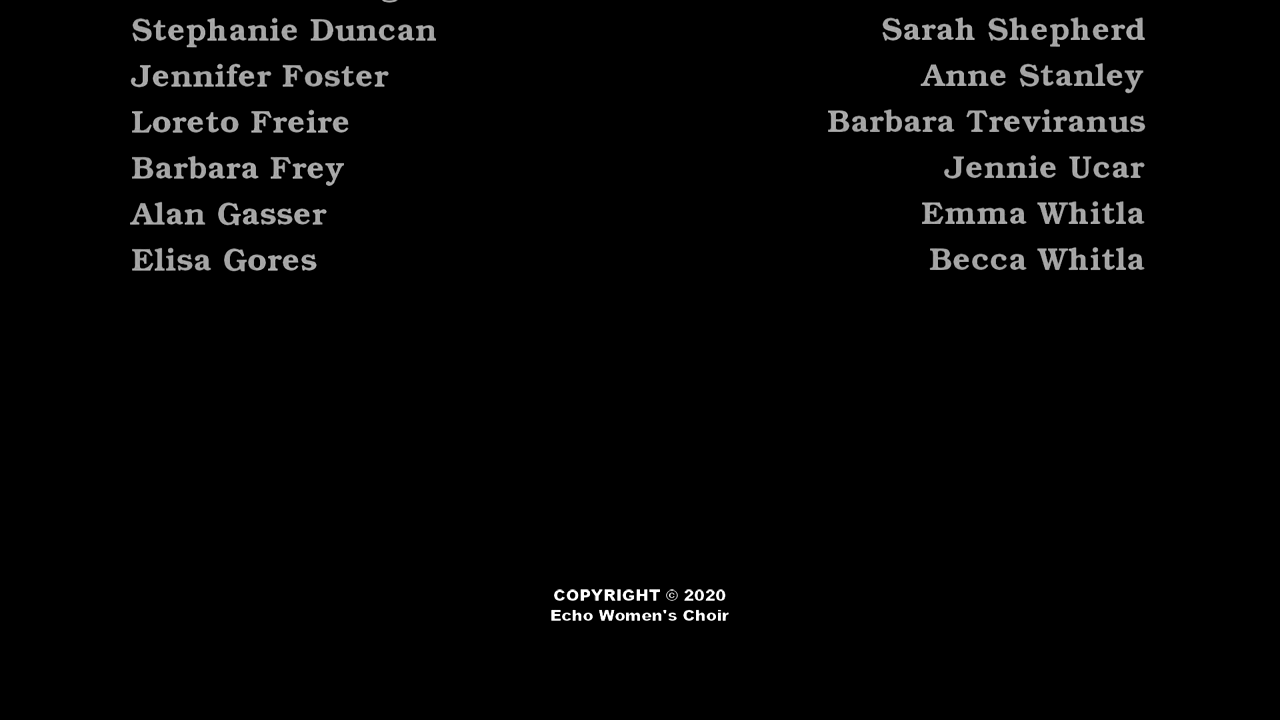 Stephanie Duncan
Jennifer Foster
Loreto Freire
Barbara Frey
Alan Gasser
Elisa Gores
Sarah Shepherd
Anne Stanley
Barbara Treviranus
Jennie Ucar
Emma Whitla
Becca Whitla
COPYRIGHT © 2020
Echo Women's Choir